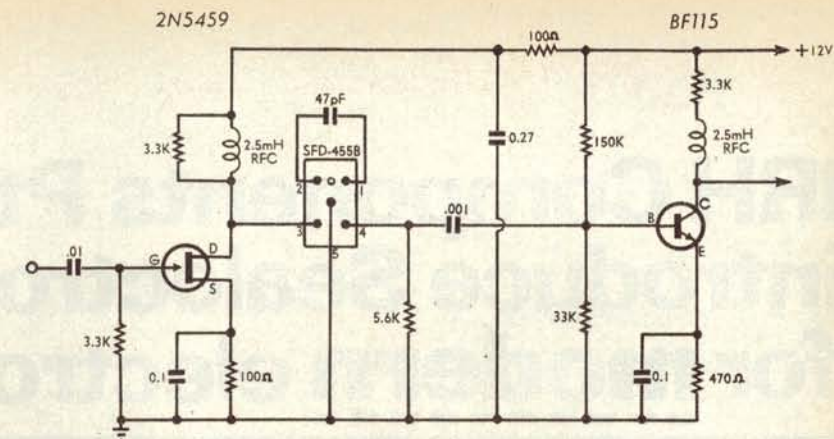 2N5459
BF115
100Ω
+12V
47pF
3.3K
3.3K
2.5mH
RFC
SFD-455B
0.27
150K
2.5mH
RFC
2
1
C
.001
B
D
3
4
E
.01
G
S
5
5.6K
33K
3.3K
0.1
100Ω
0.1
470Ω